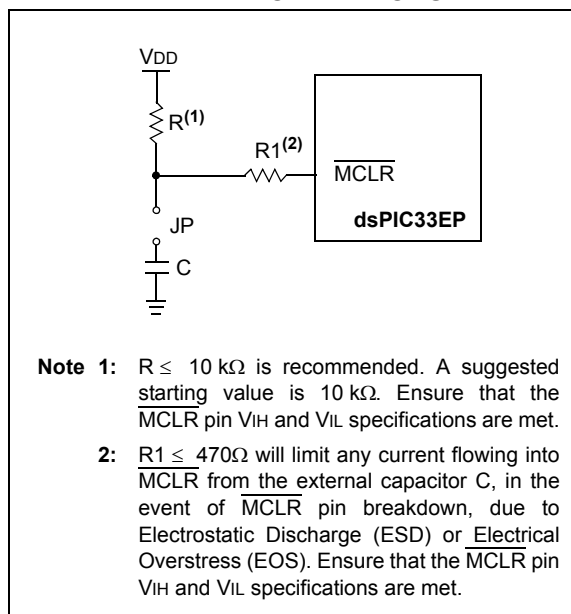 VDD
R(1)
R1(2)
MCLR
dsPIC33EP
JP
C
Note 1: R ≤ 10 kΩ is recommended. A suggested
starting value is 10 kΩ. Ensure that the
MCLR pin VIH and VIL specifications are met.
2: R1 ≤ 470Ω will limit any current flowing into
MCLR from the external capacitor C, in the
event of MCLR pin breakdown, due to
Electrostatic Discharge (ESD) or Electrical
Overstress (EOS). Ensure that the MCLR pin
VIH and VIL specifications are met.